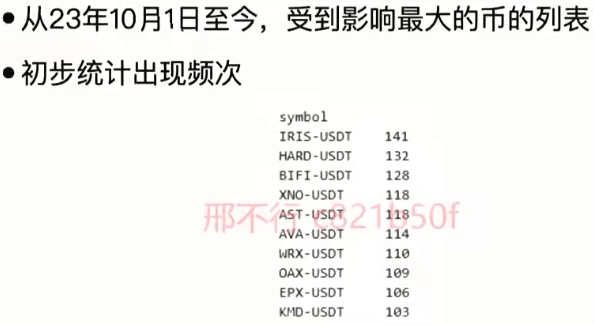 • 从23年10月1日至今，受到影响最大的币的列表
• 初步统计出现频次
symbol
IRIS-USDT 141
HARD-USDT 132
BIFI-USDT 128
XNO-USDT 118
AST-USDT 118
邢不行 c821b50f
AVA-USDT 114
WRX-USDT 110
OAX-USDT 109
EPX-USDT 106
KMD-USDT 103